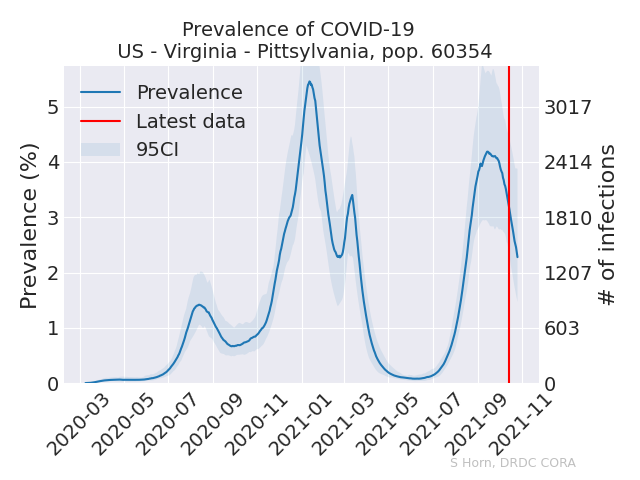 Prevalence of COVID-19
US - Virginia - Pittsylvania, pop. 60354
Prevalence
Latest data
95CI
Prevalence (%)
5
4
3
2
1
0
3017
2414
1810
1207
603
0
# of infections
2020-03
2020-05
2020-07
2020-09
2020-11
2021-01
2021-03
2021-05
2021-07
2021-09
2021-11
S Horn, DRDC CORA